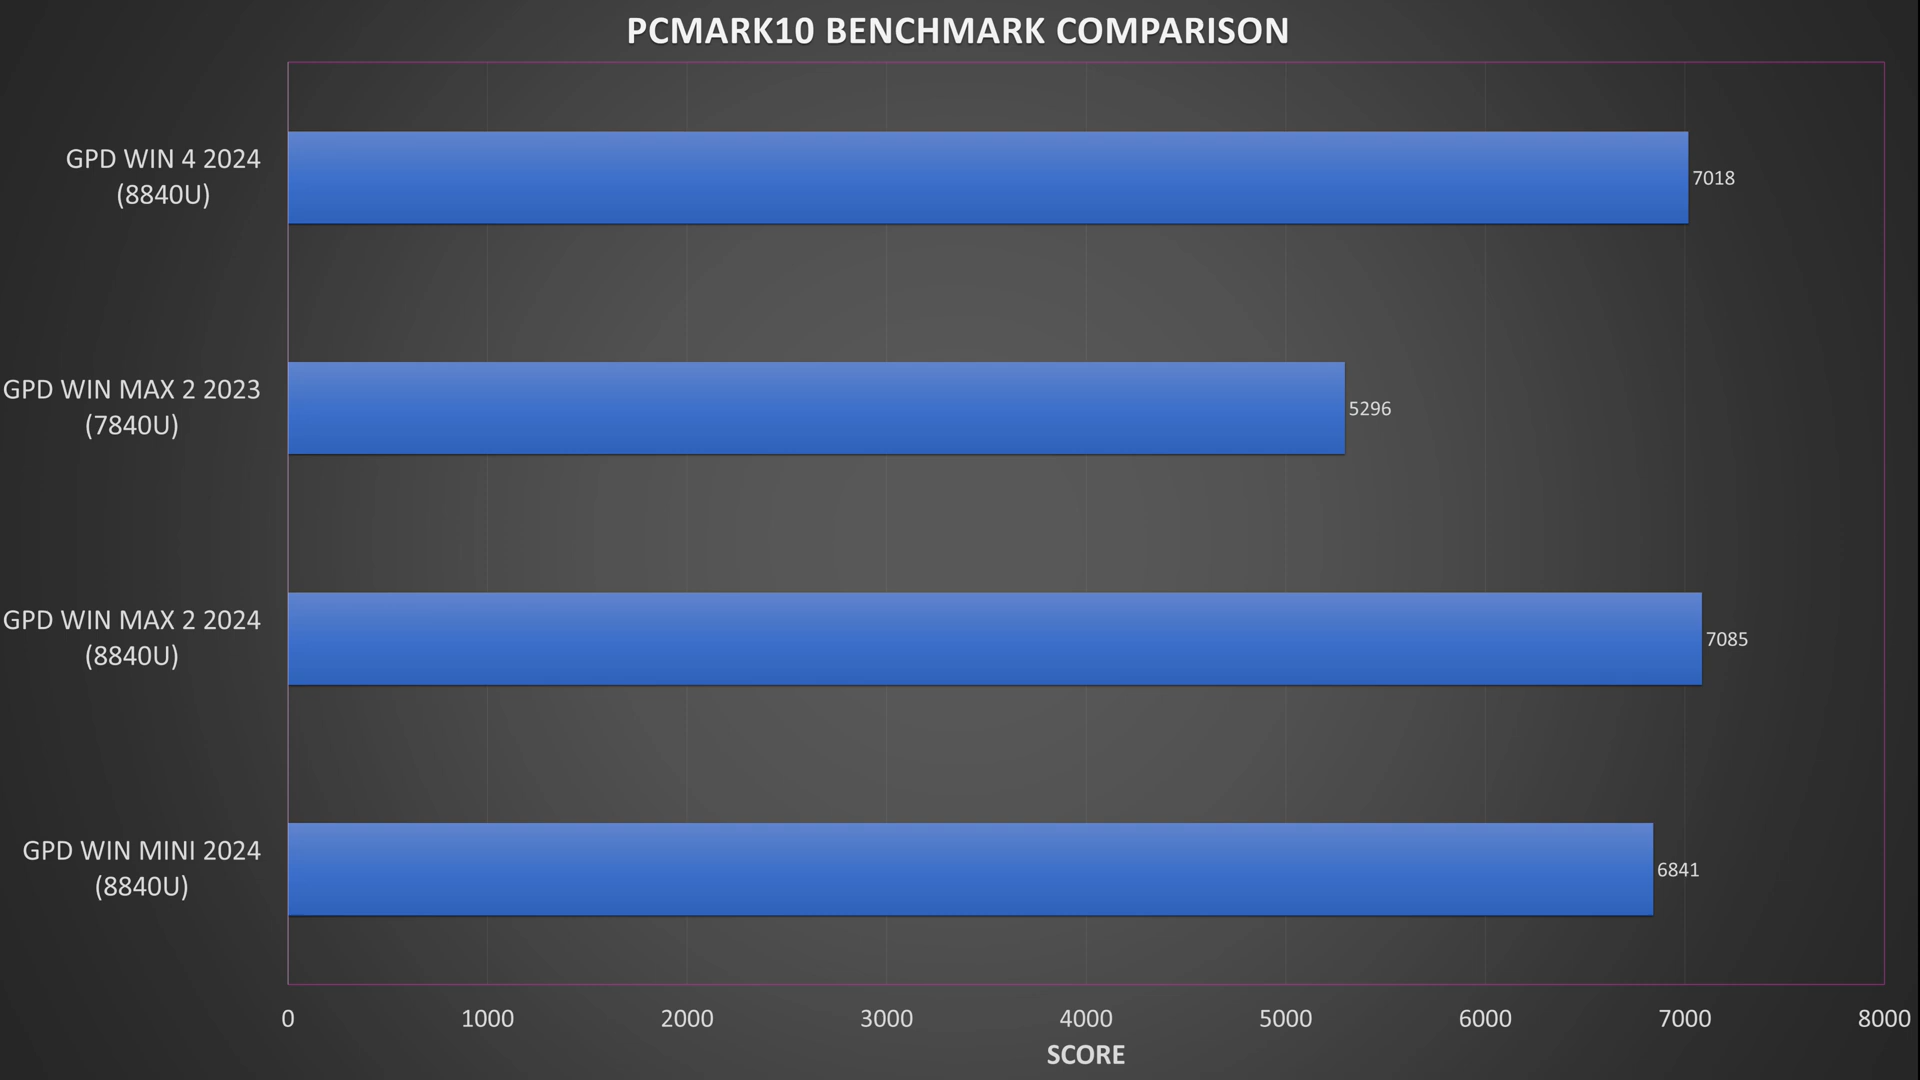 PCMARK10 BENCHMARK COMPARISON
GPD WIN 4 2024
(8840U)
7018
GPD WIN MAX 2 2023
(7840U)
5296
GPD WIN MAX 2 2024
(8840U)
7085
GPD WIN MINI 2024
(8840U)
6841
0 1000 2000 3000 4000 5000 6000 7000 8000
SCORE